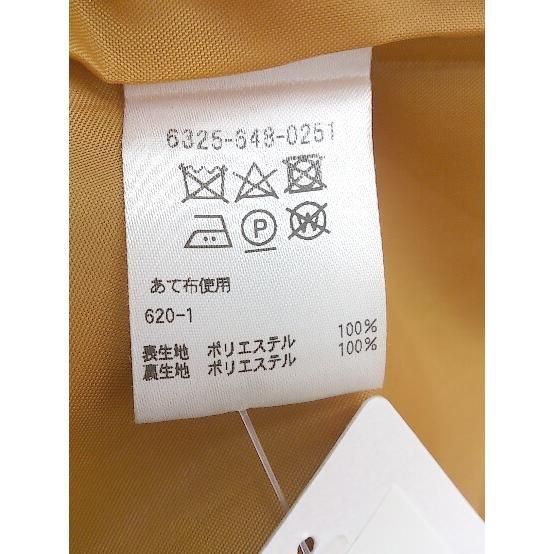 6325-648-0251
P
W
あて布使用
620-1
表生地 ポリエステル 100%
裏生地 ポリエステル 100%